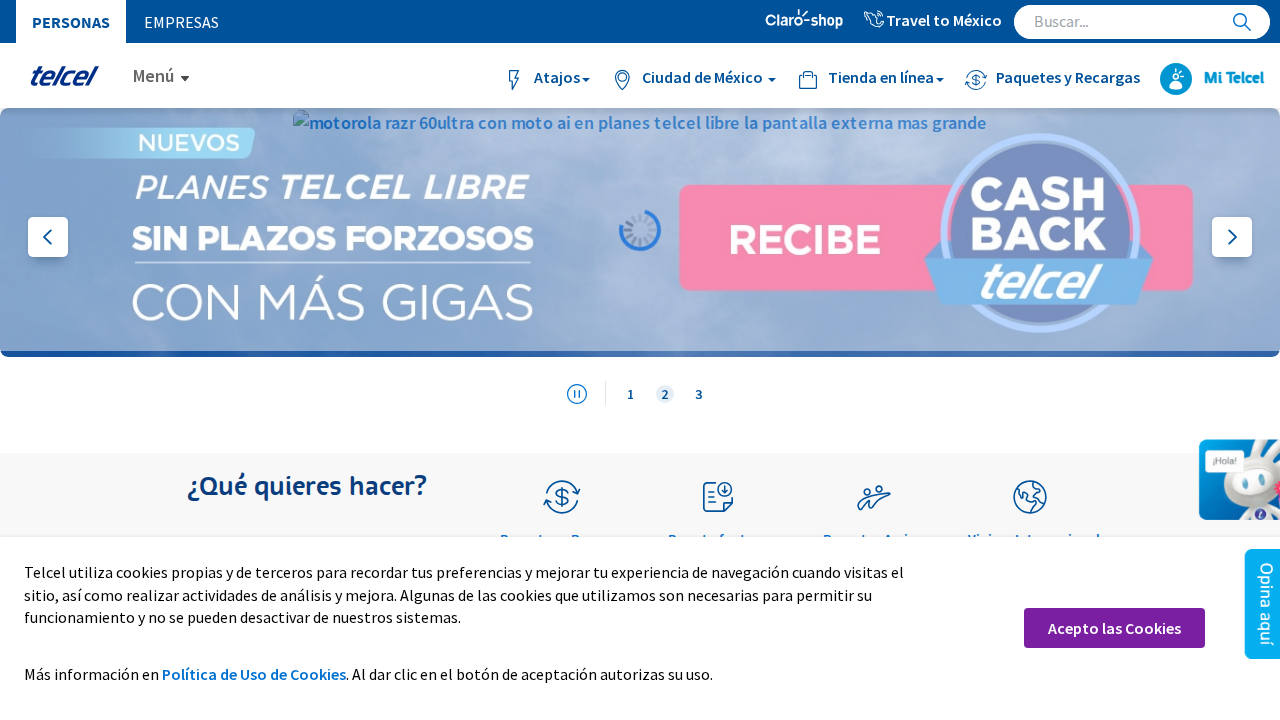 PERSONAS
EMPRESAS
Claro-shop
Travel to México
Buscar...
telcel
Menú
Atajos
Ciudad de México
Tienda en línea
Paquetes y Recargas
Mi Telcel
motorola razr 60ultra con moto ai en planes telcel libre la pantalla externa mas grande
NUEVOS
PLANES TELCEL LIBRE
SIN PLAZOS FORZOSOS
CON MÁS GIGAS
RECIBE
CASH
BACK
telcel
1
2
3
¿Qué quieres hacer?
¡Hola!
Telcel utiliza cookies propias y de terceros para recordar tus preferencias y mejorar tu experiencia de navegación cuando visitas el
sitio, así como realizar actividades de análisis y mejora. Algunas de las cookies que utilizamos son necesarias para permitir su
funcionamiento y no se pueden desactivar de nuestros sistemas.
Más información en Política de Uso de Cookies. Al dar clic en el botón de aceptación autorizas su uso.
Acepto las Cookies
Opina aquí